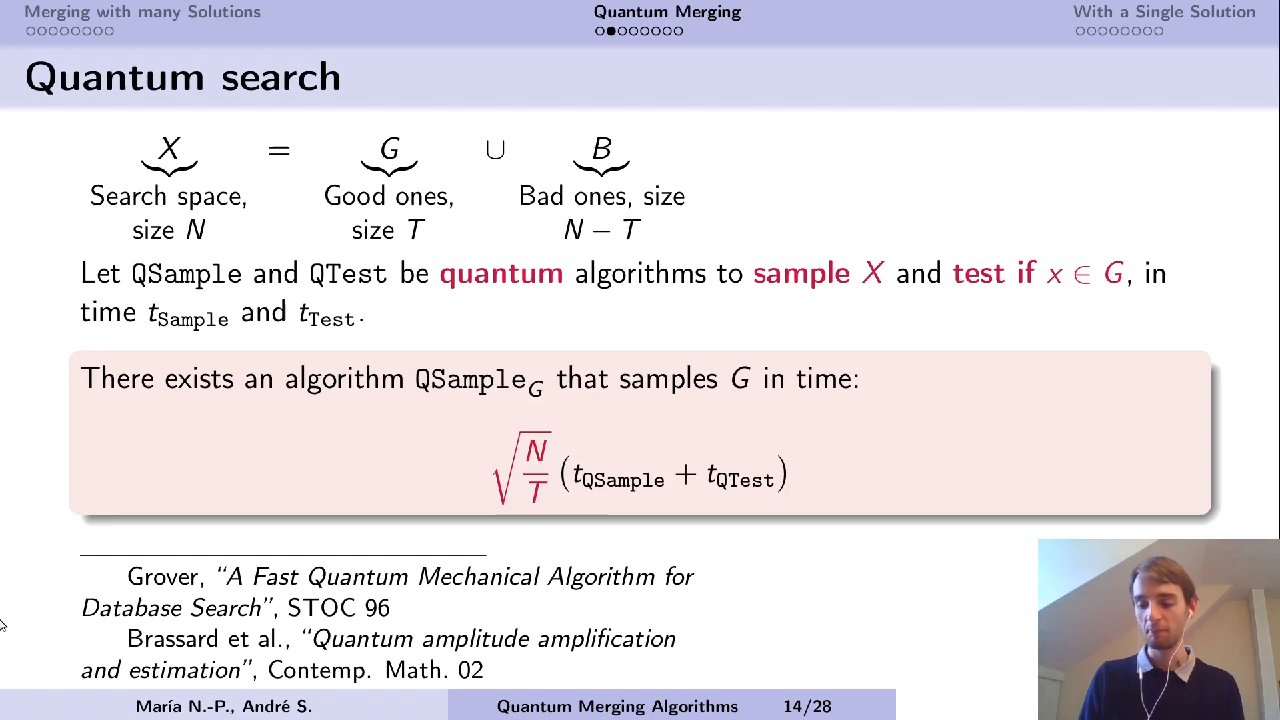 Merging with many Solutions Quantum Merging With a Single Solution
Quantum search
X = G ∪ B
Search space, Good ones, Bad ones, size
size N size T N − T
Let QSample and QTest be quantum algorithms to sample X and test if x ∈ G, in
time t_Sample and t_Test.
There exists an algorithm QSample_G that samples G in time:
√(N/T) (t_QSample + t_QTest)
Grover, “A Fast Quantum Mechanical Algorithm for
Database Search”, STOC 96
Brassard et al., “Quantum amplitude amplification
and estimation”, Contemp. Math. 02
María N.-P., André S. Quantum Merging Algorithms 14/28